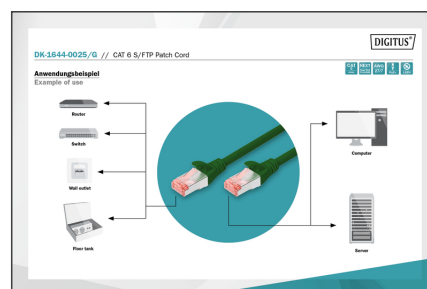 DIGITUS®
DK-1644-0025/G // CAT 6 S/FTP Patch Cord
Anwendungsbeispiel
Example of use
Router
Switch
Wall outlet
Floor tank
Computer
Server